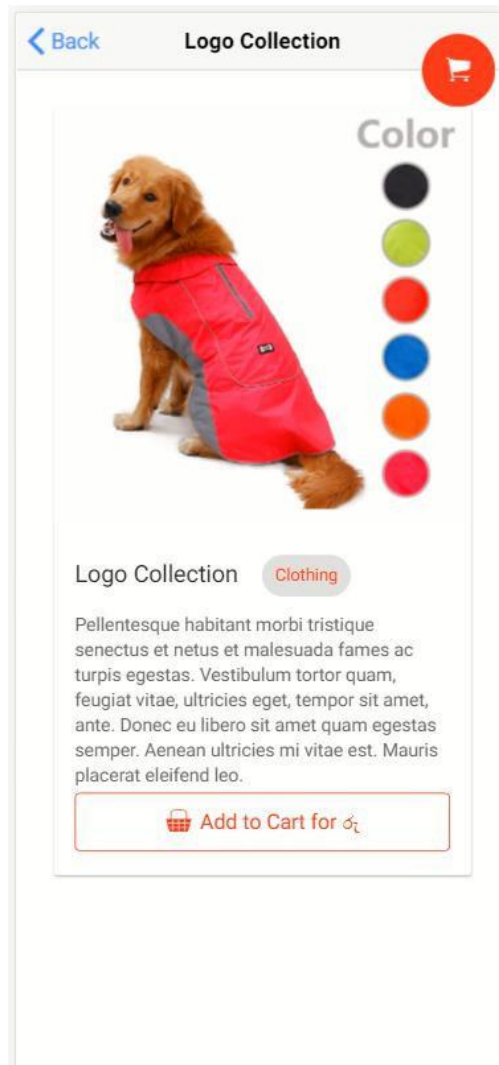 Back
Logo Collection
Color
Logo Collection
Clothing
Pellentesque habitant morbi tristique
senectus et netus et malesuada fames ac
turpis egestas. Vestibulum tortor quam,
feugiat vitae, ultricies eget, tempor sit amet,
ante. Donec eu libero sit amet quam egestas
semper. Aenean ultricies mi vitae est. Mauris
placerat eleifend leo.
Add to Cart for රු